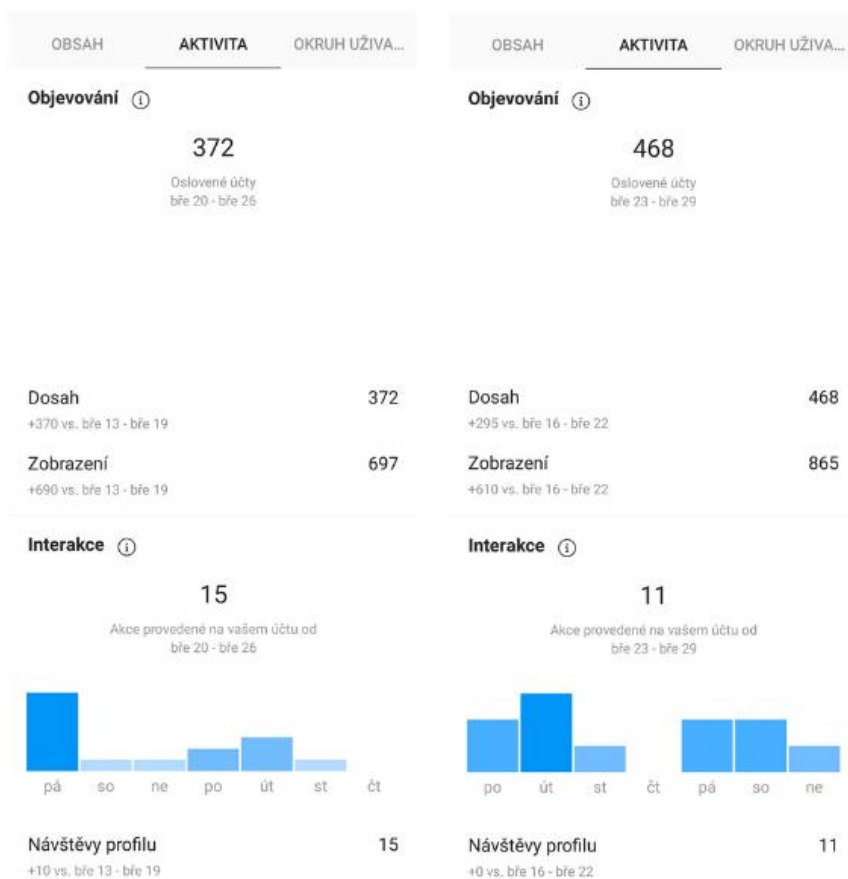 OBSAH AKTIVITA OKRUH UŽIVA...
Objevování
372
Oslovené účty
bře 20 - bře 26
Dosah 372
+370 vs. bře 13 - bře 19
Zobrazení 697
+690 vs. bře 13 - bře 19
Interakce
15
Akce provedené na vašem účtu od
bře 20 - bře 26
pá so ne po út st čt
Návštěvy profilu 15
+10 vs. bře 13 - bře 19
OBSAH AKTIVITA OKRUH UŽIVA...
Objevování
468
Oslovené účty
bře 23 - bře 29
Dosah 468
+295 vs. bře 16 - bře 22
Zobrazení 865
+610 vs. bře 16 - bře 22
Interakce
11
Akce provedené na vašem účtu od
bře 23 - bře 29
po út st čt pá so ne
Návštěvy profilu 11
+0 vs. bře 16 - bře 22